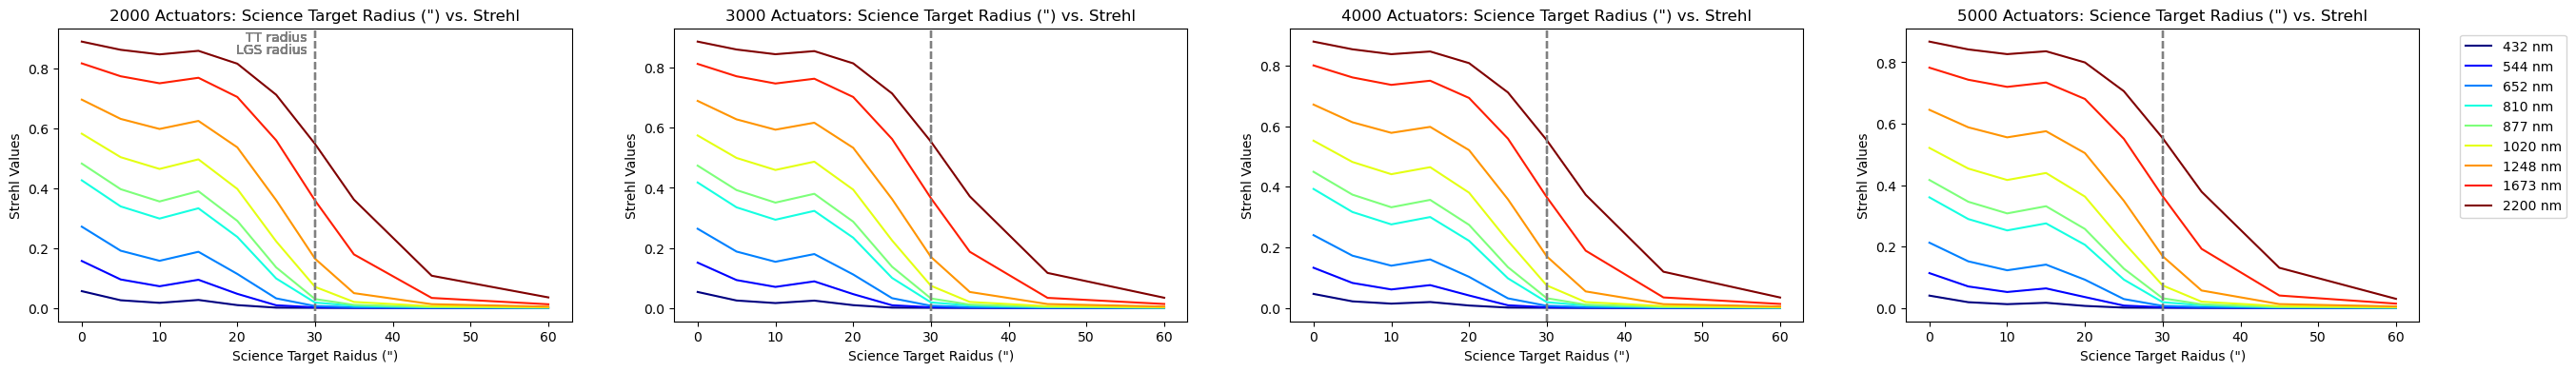 2000 Actuators: Science Target Radius (") vs. Strehl
TT radius
LGS radius
Strehl Values
0.8
0.6
0.4
0.2
0.0
0 10 20 30 40 50 60
Science Target Raidus (")
3000 Actuators: Science Target Radius (") vs. Strehl
Strehl Values
0.8
0.6
0.4
0.2
0.0
0 10 20 30 40 50 60
Science Target Raidus (")
4000 Actuators: Science Target Radius (") vs. Strehl
Strehl Values
0.8
0.6
0.4
0.2
0.0
0 10 20 30 40 50 60
Science Target Raidus (")
5000 Actuators: Science Target Radius (") vs. Strehl
Strehl Values
0.8
0.6
0.4
0.2
0.0
0 10 20 30 40 50 60
Science Target Raidus (")
432 nm
544 nm
652 nm
810 nm
877 nm
1020 nm
1248 nm
1673 nm
2200 nm